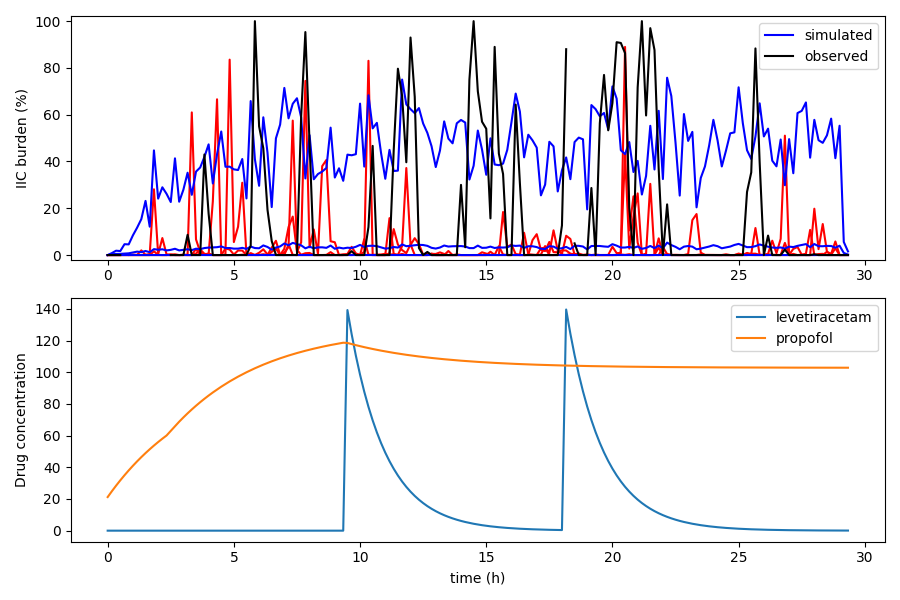 100
80
60
40
20
0
IIC burden (%)
simulated
observed
0 5 10 15 20 25 30
140
120
100
80
60
40
20
0
Drug concentration
levetiracetam
propofol
0 5 10 15 20 25 30
time (h)